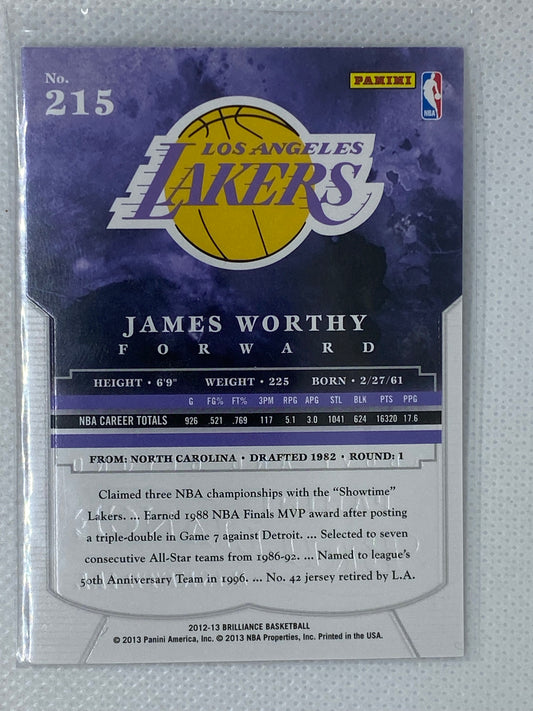 No.
215
PANINI
NBA
LOS ANGELES
LAKERS
JAMES WORTHY
FORWARD
HEIGHT • 6'9" WEIGHT • 225 BORN • 2/27/61
G FG% FT% 3PM RPG APG STL BLK PTS PPG
NBA CAREER TOTALS 926 .521 .769 117 5.1 3.0 1041 624 16320 17.6
FROM: NORTH CAROLINA • DRAFTED 1982 • ROUND: 1
Claimed three NBA championships with the “Showtime”
Lakers. ... Earned 1988 NBA Finals MVP award after posting
a triple-double in Game 7 against Detroit. ... Selected to seven
consecutive All-Star teams from 1986-92. ... Named to league’s
50th Anniversary Team in 1996. ... No. 42 jersey retired by L.A.
2012-13 BRILLIANCE BASKETBALL
© 2013 Panini America, Inc. © 2013 NBA Properties, Inc. Printed in the USA.